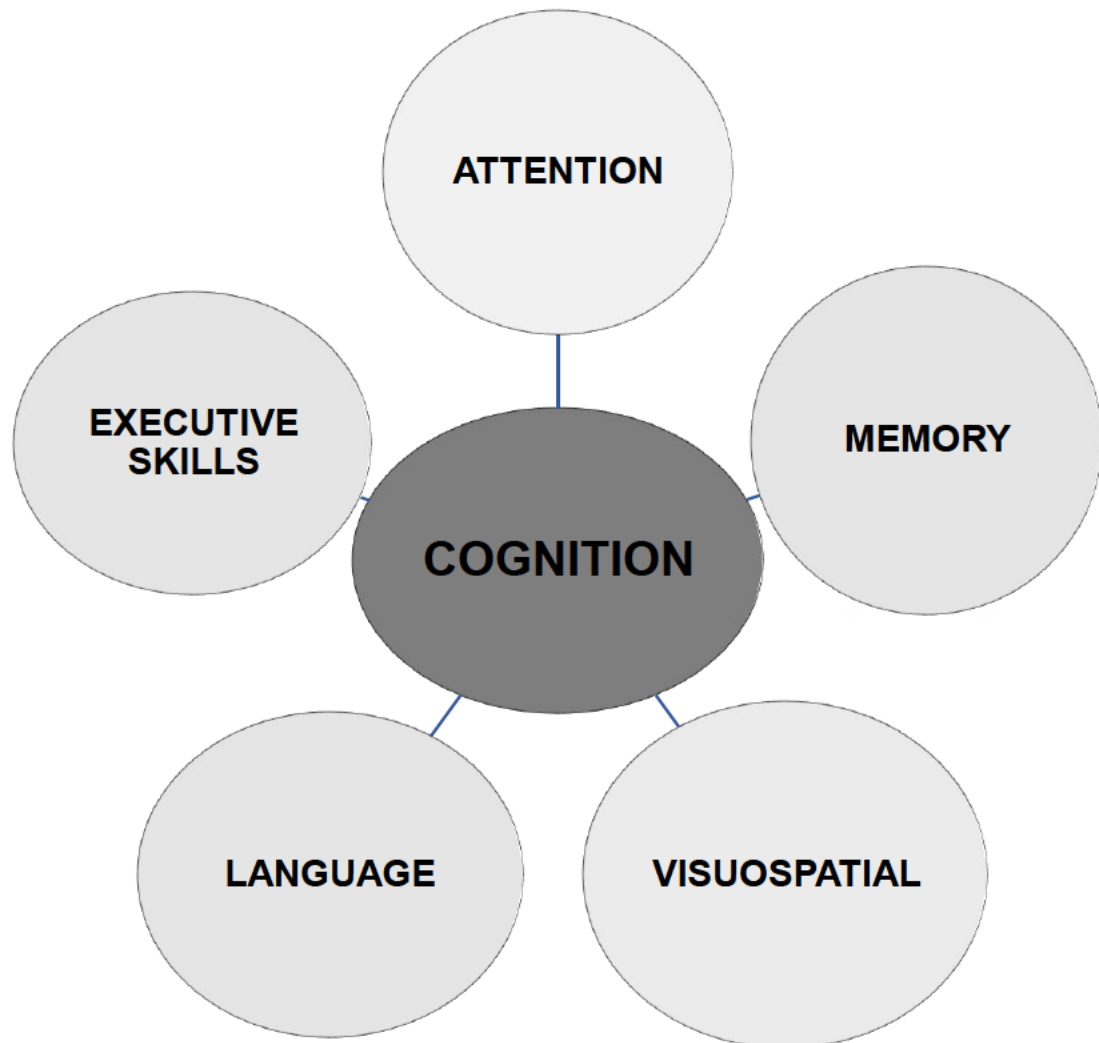 ATTENTION
EXECUTIVE
SKILLS
MEMORY
COGNITION
LANGUAGE
VISUOSPATIAL